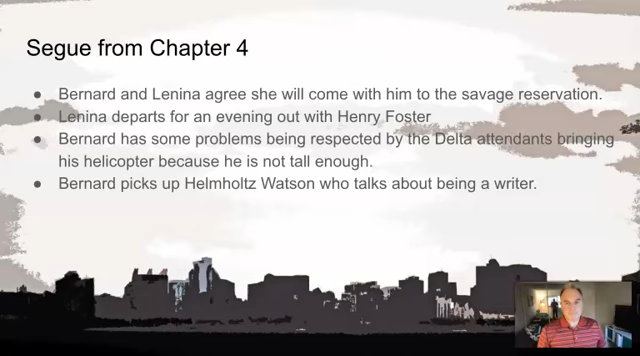 Segue from Chapter 4
● Bernard and Lenina agree she will come with him to the savage reservation.
● Lenina departs for an evening out with Henry Foster
● Bernard has some problems being respected by the Delta attendants bringing
his helicopter because he is not tall enough.
● Bernard picks up Helmholtz Watson who talks about being a writer.